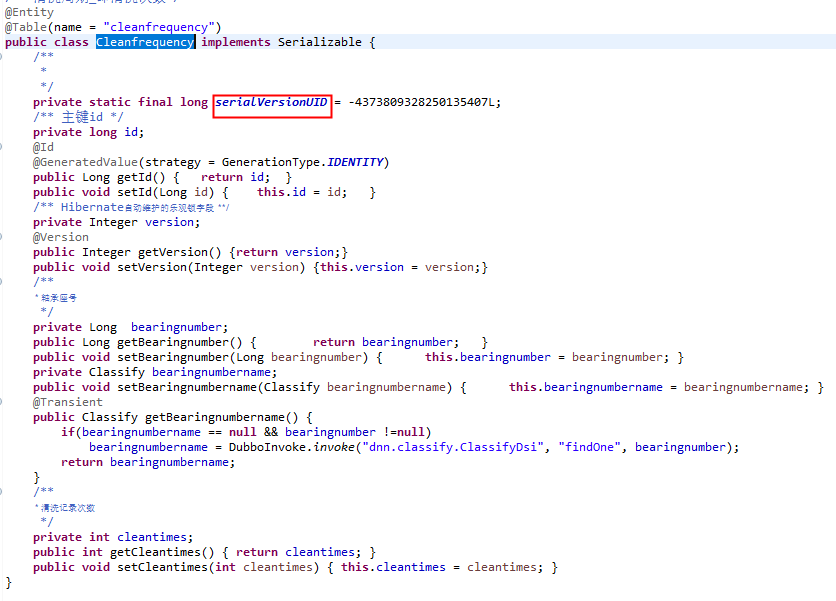 @Entity
@Table(name = "cleanfrequency")
public class Cleanfrequency implements Serializable {
/**
*
*/
private static final long serialVersionUID = -4373809328250135407L;
/** 主键id */
private long id;
@Id
@GeneratedValue(strategy = GenerationType.IDENTITY)
public Long getId() { return id; }
public void setId(Long id) { this.id = id; }
/** Hibernate自动维护的乐观锁字段 **/
private Integer version;
@Version
public Integer getVersion() {return version;}
public void setVersion(Integer version) {this.version = version;}
/**
* 轴承座号
*/
private Long bearingnumber;
public Long getBearingnumber() { return bearingnumber; }
public void setBearingnumber(Long bearingnumber) { this.bearingnumber = bearingnumber; }
private Classify bearingnumbername;
public void setBearingnumbername(Classify bearingnumbername) { this.bearingnumbername = bearingnumbername; }
@Transient
public Classify getBearingnumbername() {
if(bearingnumbername == null && bearingnumber !=null)
bearingnumbername = DubboInvoke.invoke("dnn.classify.ClassifyDsi", "findOne", bearingnumber);
return bearingnumbername;
}
/**
* 清洗记录次数
*/
private int cleantimes;
public int getCleantimes() { return cleantimes; }
public void setCleantimes(int cleantimes) { this.cleantimes = cleantimes; }
}